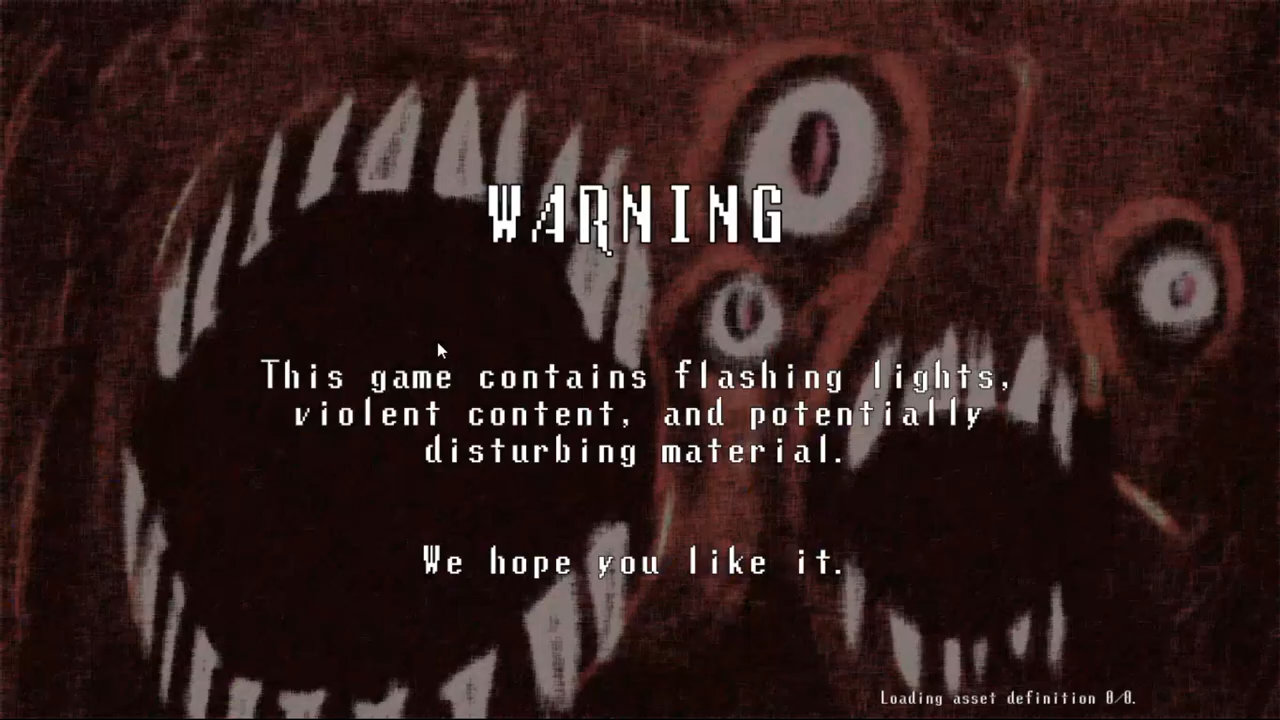 WARNING
This game contains flashing lights,
violent content, and potentially
disturbing material.
We hope you like it.
Loading asset definition 0/0.